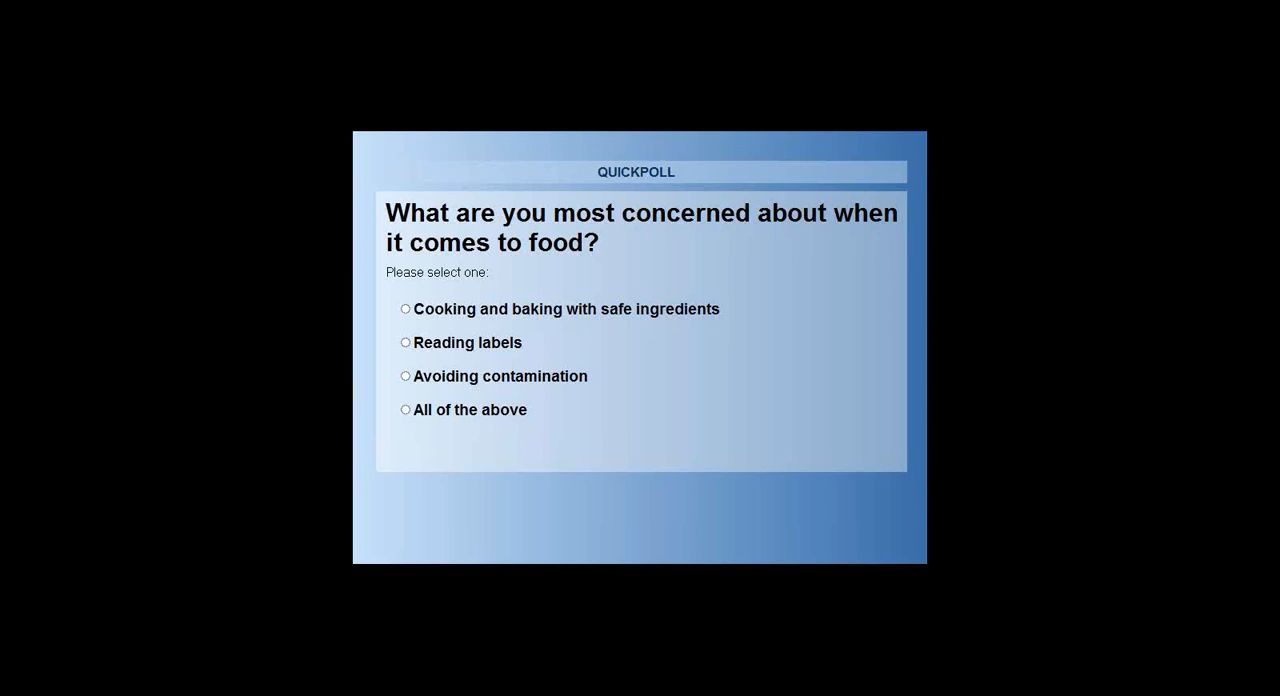 QUICKPOLL
What are you most concerned about when
it comes to food?
Please select one:
Cooking and baking with safe ingredients
Reading labels
Avoiding contamination
All of the above